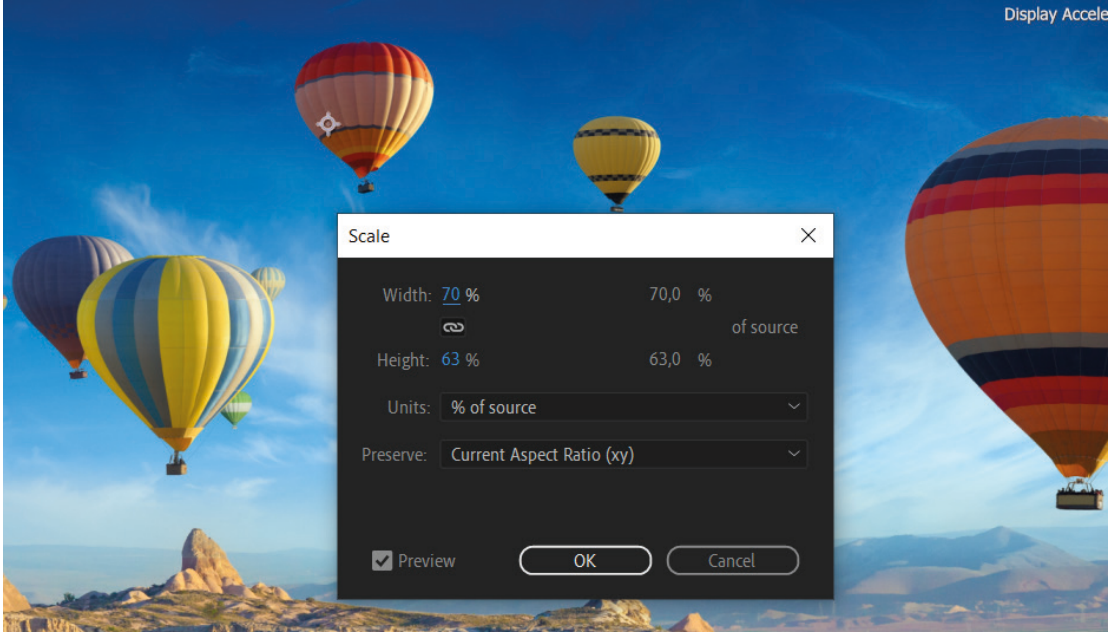 Display Accele
Scale
Width: 70 % 70,0 %
of source
Height: 63 % 63,0 %
Units: % of source
Preserve: Current Aspect Ratio (xy)
Preview OK Cancel